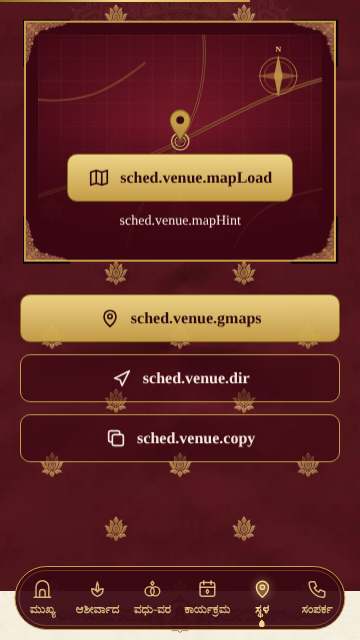 N
sched.venue.mapLoad
sched.venue.mapHint
sched.venue.gmaps
sched.venue.dir
sched.venue.copy
ಮುಖ್ಯ ಆಶೀರ್ವಾದ ವಧು-ವರ ಕಾರ್ಯಕ್ರಮ ಸ್ಥಳ ಸಂಪರ್ಕ